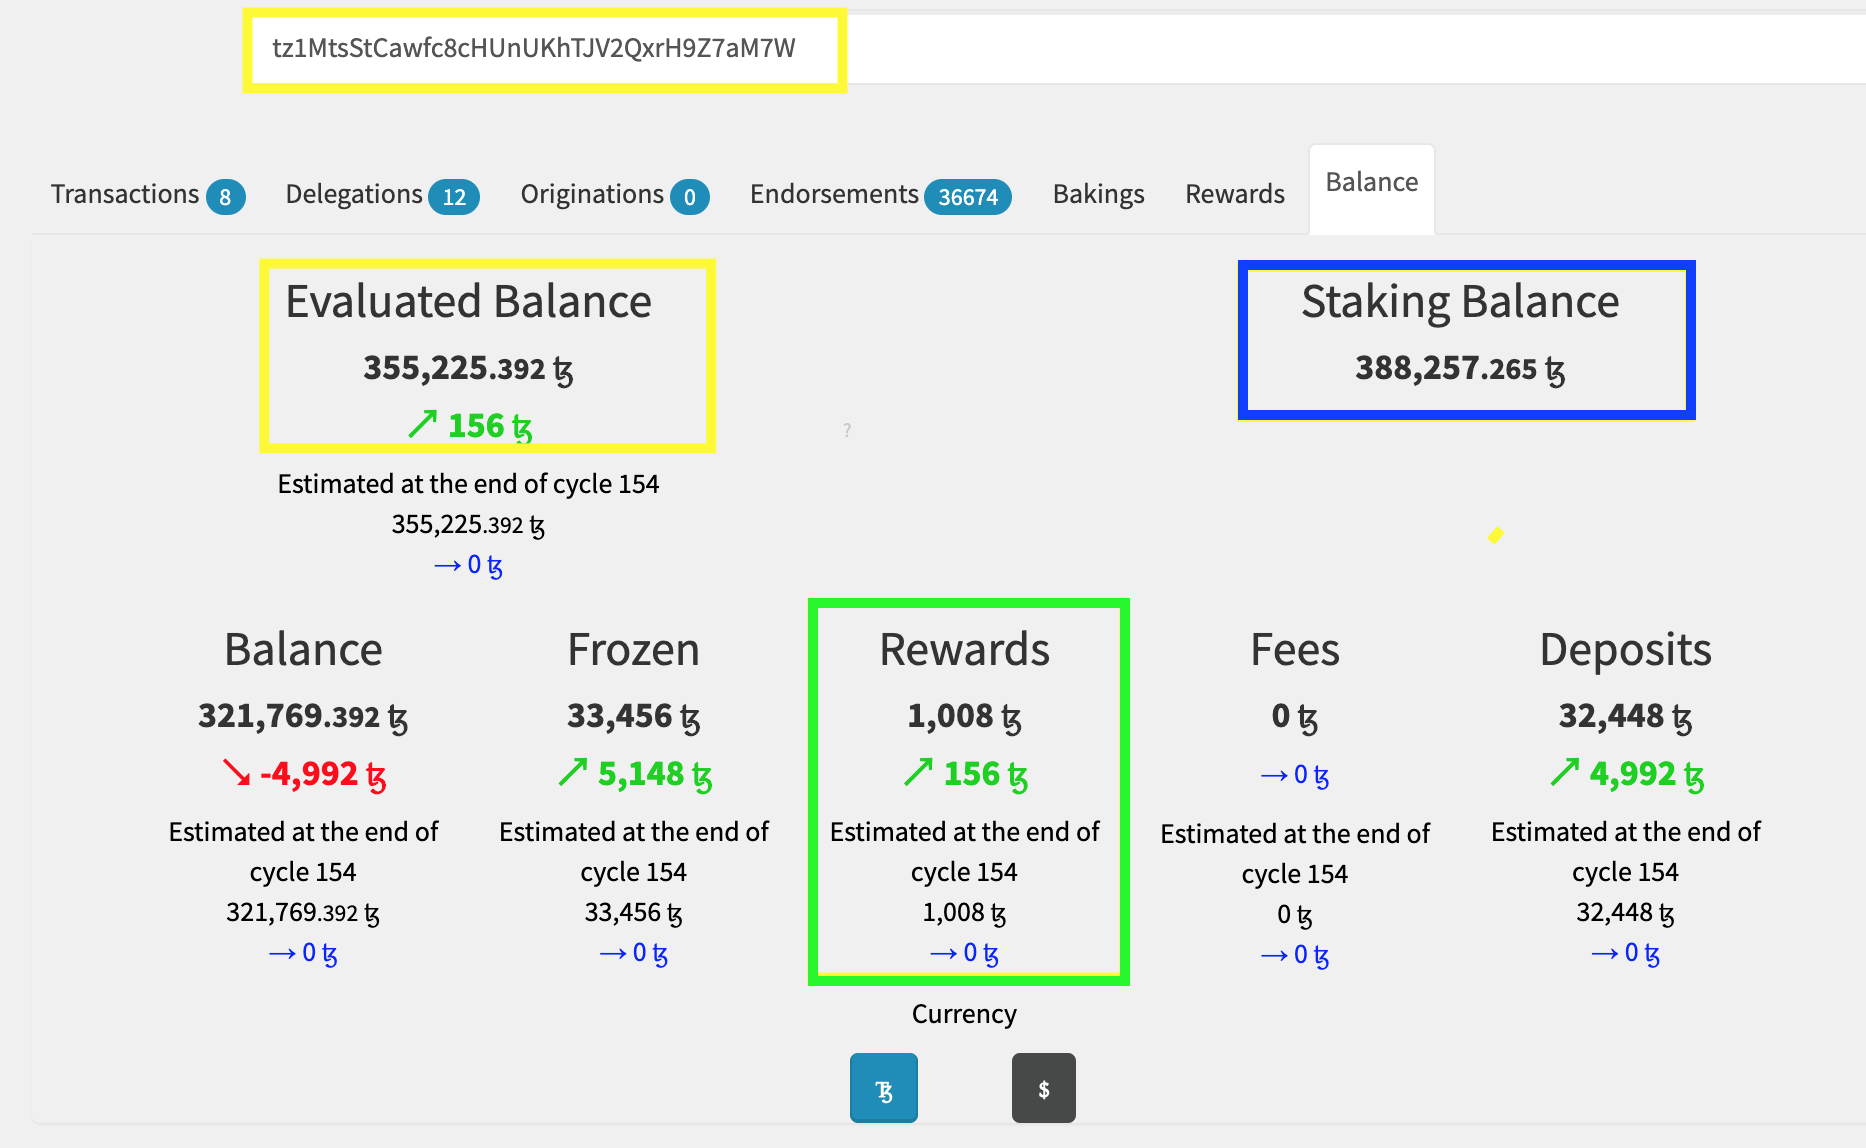 tz1MtsStCawfc8cHUnUKhTJV2QxrH9Z7aM7W
Transactions 8 Delegations 12 Originations 0 Endorsements 36674 Bakings Rewards Balance
Evaluated Balance
355,225.392 ꜩ
↗ 156 ꜩ
Estimated at the end of cycle 154
355,225.392 ꜩ
→ 0 ꜩ
Staking Balance
388,257.265 ꜩ
?
Balance
321,769.392 ꜩ
↘ -4,992 ꜩ
Estimated at the end of
cycle 154
321,769.392 ꜩ
→ 0 ꜩ
Frozen
33,456 ꜩ
↗ 5,148 ꜩ
Estimated at the end of
cycle 154
33,456 ꜩ
→ 0 ꜩ
Rewards
1,008 ꜩ
↗ 156 ꜩ
Estimated at the end of
cycle 154
1,008 ꜩ
→ 0 ꜩ
Fees
0 ꜩ
→ 0 ꜩ
Estimated at the end of
cycle 154
0 ꜩ
→ 0 ꜩ
Deposits
32,448 ꜩ
↗ 4,992 ꜩ
Estimated at the end of
cycle 154
32,448 ꜩ
→ 0 ꜩ
Currency
Ꜩ $